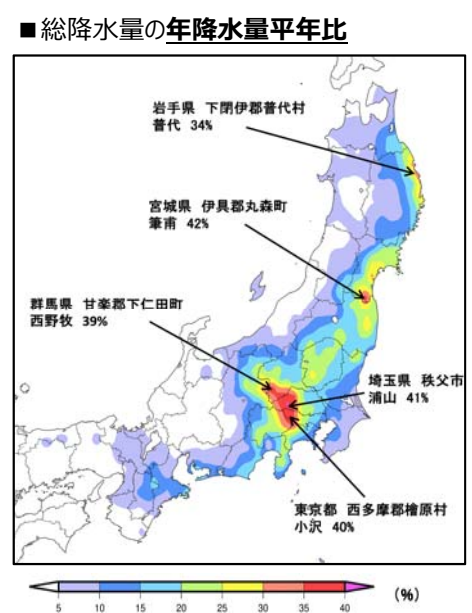 ■総降水量の年降水量平年比
岩手県 下閉伊郡普代村
普代 34%
宮城県 伊具郡丸森町
筆甫 42%
群馬県 甘楽郡下仁田町
西野牧 39%
埼玉県 秩父市
浦山 41%
東京都 西多摩郡檜原村
小沢 40%
5 10 15 20 25 30 35 40 (%)